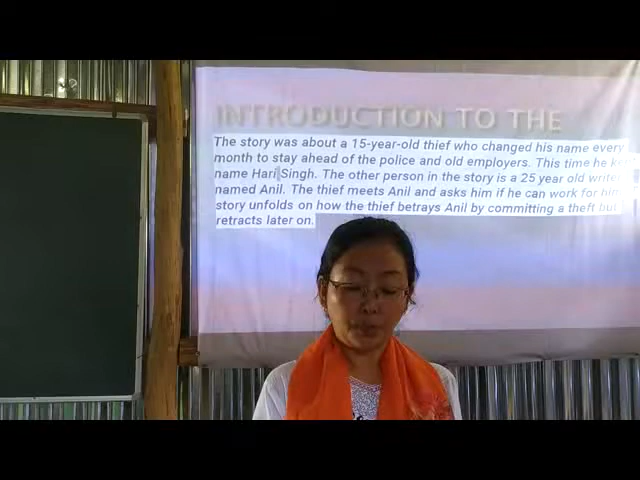 INTRODUCTION TO THE
The story was about a 15-year-old thief who changed his name every
month to stay ahead of the police and old employers. This time he
name Hari Singh. The other person in the story is a 25 year old
named Anil. The thief meets Anil and asks him if he can work for him
story unfolds on how the thief betrays Anil by committing a theft but
retracts later on.